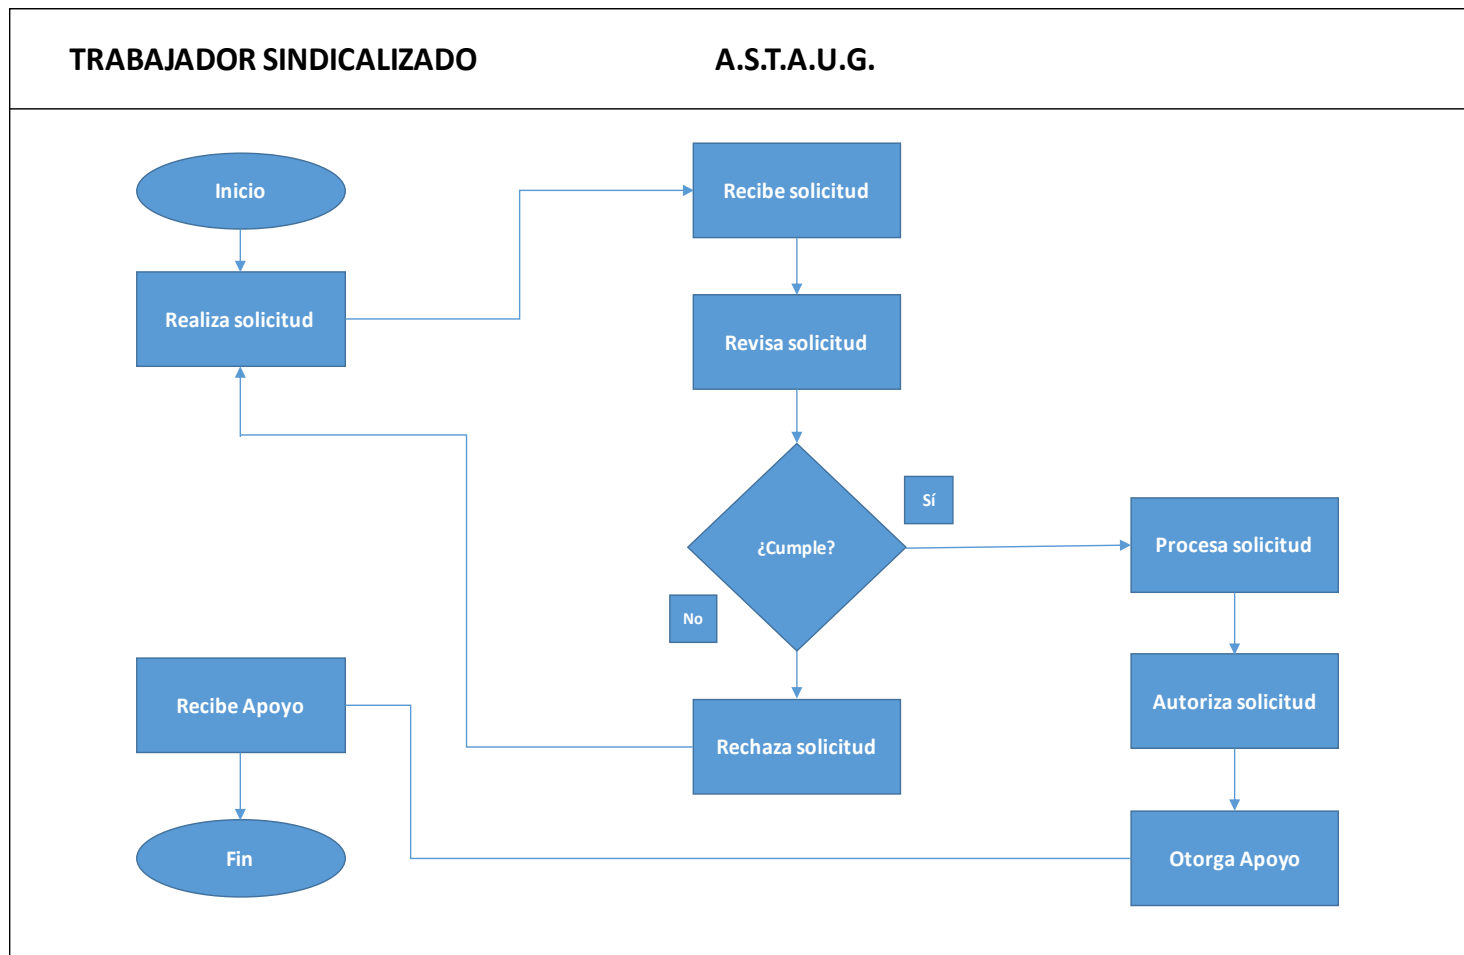 TRABAJADOR SINDICALIZADO
A.S.T.A.U.G.
Inicio
Realiza solicitud
Recibe solicitud
Revisa solicitud
¿Cumple?
Sí
No
Procesa solicitud
Autoriza solicitud
Otorga Apoyo
Rechaza solicitud
Recibe Apoyo
Fin